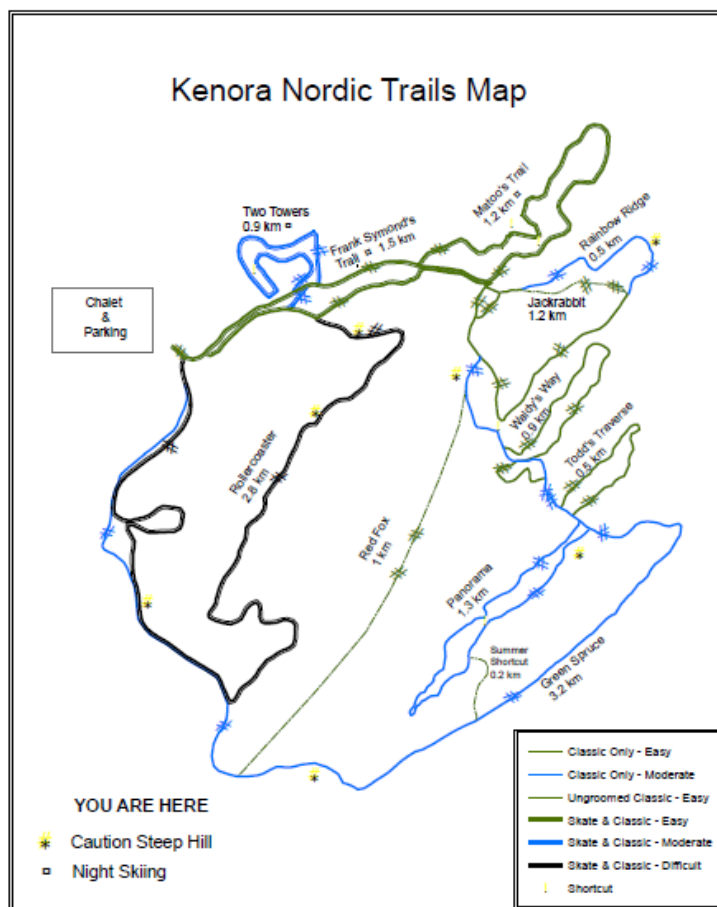 Kenora Nordic Trails Map
Matoo's Trail
1.2 km ¤
Two Towers
0.9 km ¤
Frank Symond's
Trail ¤ 1.5 km
Rainbow Ridge
0.5 km
Chalet
&
Parking
Jackrabbit
1.2 km
Waldy's Way
0.9 km
Todd's Traverse
0.5 km
Rollercoaster
2.8 km
Red Fox
1 km
Panorama
1.3 km
Summer
Shortcut
0.2 km
Green Spruce
3.2 km
YOU ARE HERE
Caution Steep Hill
¤ Night Skiing
Classic Only - Easy
Classic Only - Moderate
Ungroomed Classic - Easy
Skate & Classic - Easy
Skate & Classic - Moderate
Skate & Classic - Difficult
Shortcut